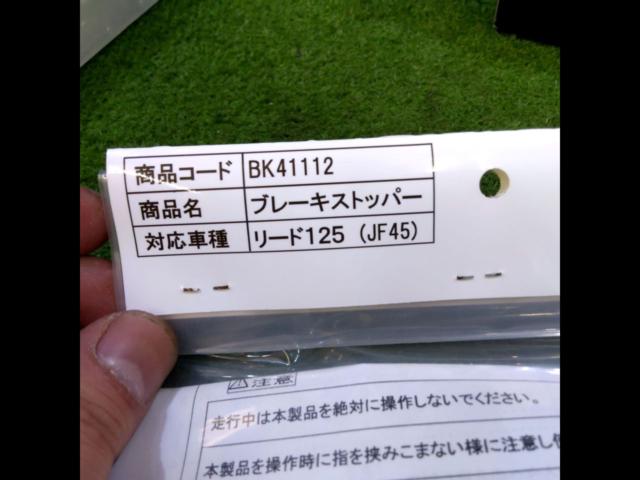 商品コード BK41112
商品名 ブレーキストッパー
対応車種 リード125 (JF45)
⚠注意
走行中は本製品を絶対に操作しないでください。
本製品を操作時に指を挟みこまない様に注意し